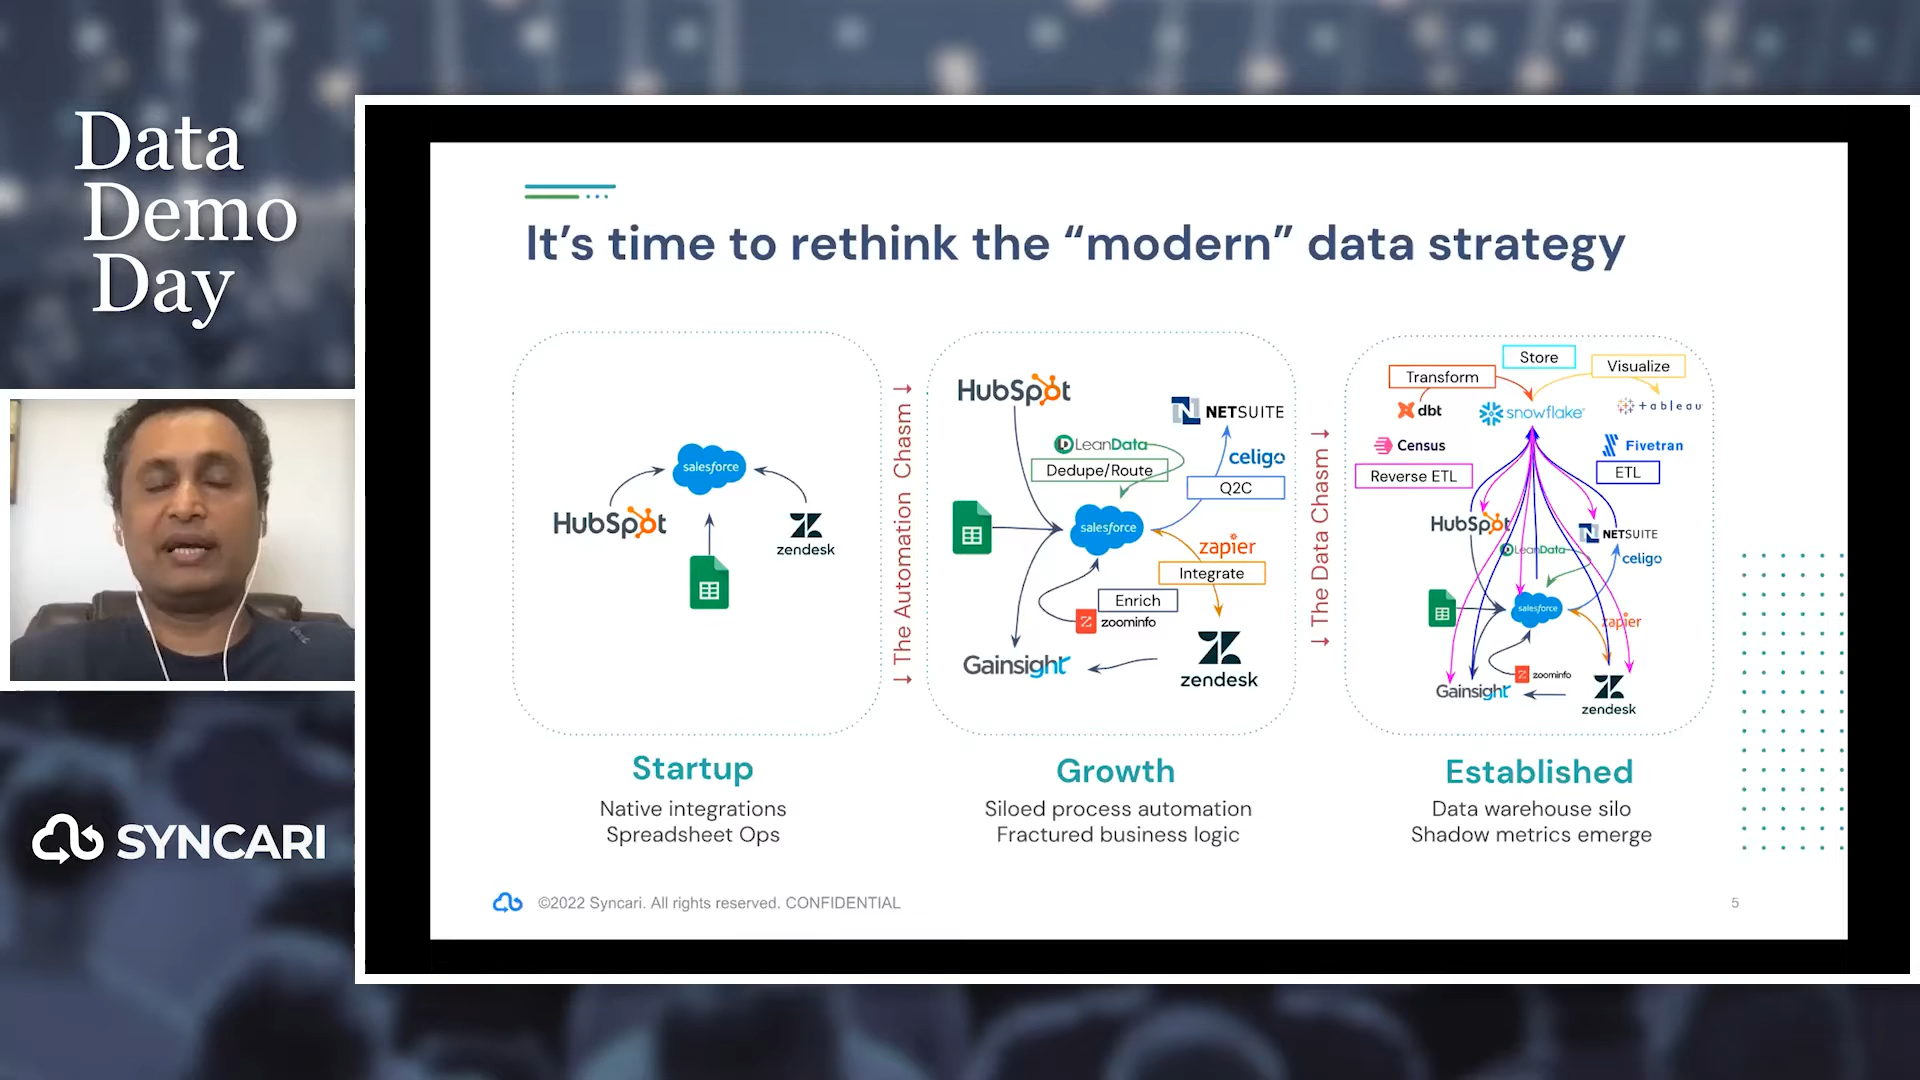 Data
Demo
Day
SYNCARI
It's time to rethink the “modern” data strategy
HubSpot
salesforce
zendesk
Startup
Native integrations
Spreadsheet Ops
The Automation Chasm
HubSpot
NETSUITE
LeanData
Dedupe/Route
celigo
Q2C
salesforce
zapier
Integrate
Enrich
zoominfo
Gainsight
zendesk
Growth
Siloed process automation
Fractured business logic
The Data Chasm
Store
Transform
Visualize
dbt
snowflake
+ableau
Census
Fivetran
Reverse ETL
ETL
HubSpot
NETSUITE
LeanData
celigo
salesforce
zapier
zoominfo
Gainsight
zendesk
Established
Data warehouse silo
Shadow metrics emerge
©2022 Syncari. All rights reserved. CONFIDENTIAL
5